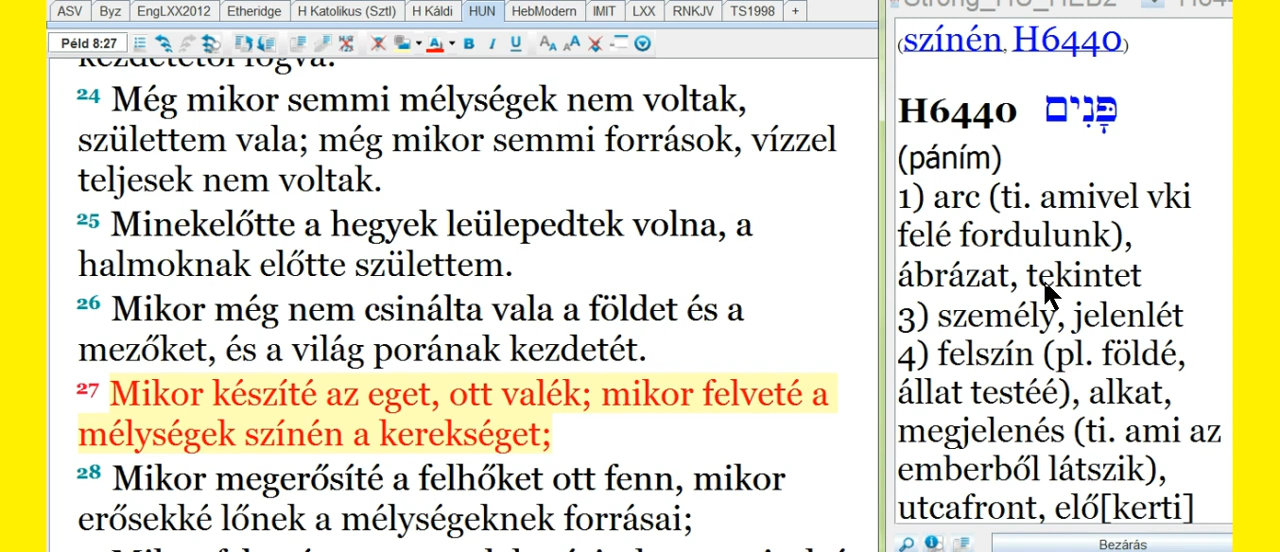 ASV Byz EngLXX2012 Etheridge H Katolikus (Sztl) H Káldi HUN HebModern IMIT LXX RNKJV TS1998 +
Péld 8:27
24 Még mikor semmi mélységek nem voltak,
születtem vala; még mikor semmi források, vízzel
teljesek nem voltak.
25 Minekelőtte a hegyek leülepedtek volna, a
halmoknak előtte születtem.
26 Mikor még nem csinálta vala a földet és a
mezőket, és a világ porának kezdetét.
27 Mikor készíté az eget, ott valék; mikor felveté a
mélységek színén a kerekséget;
28 Mikor megerősíté a felhőket ott fenn, mikor
erősekké lőnek a mélységeknek forrásai;
(színén, H6440)
H6440 פָּנִים
(páním)
1) arc (ti. amivel vki
felé fordulunk),
ábrázat, tekintet
3) személy, jelenlét
4) felszín (pl. földé,
állat testéé), alkat,
megjelenés (ti. ami az
emberből látszik),
utcafront, elő[kerti]
Bezárás